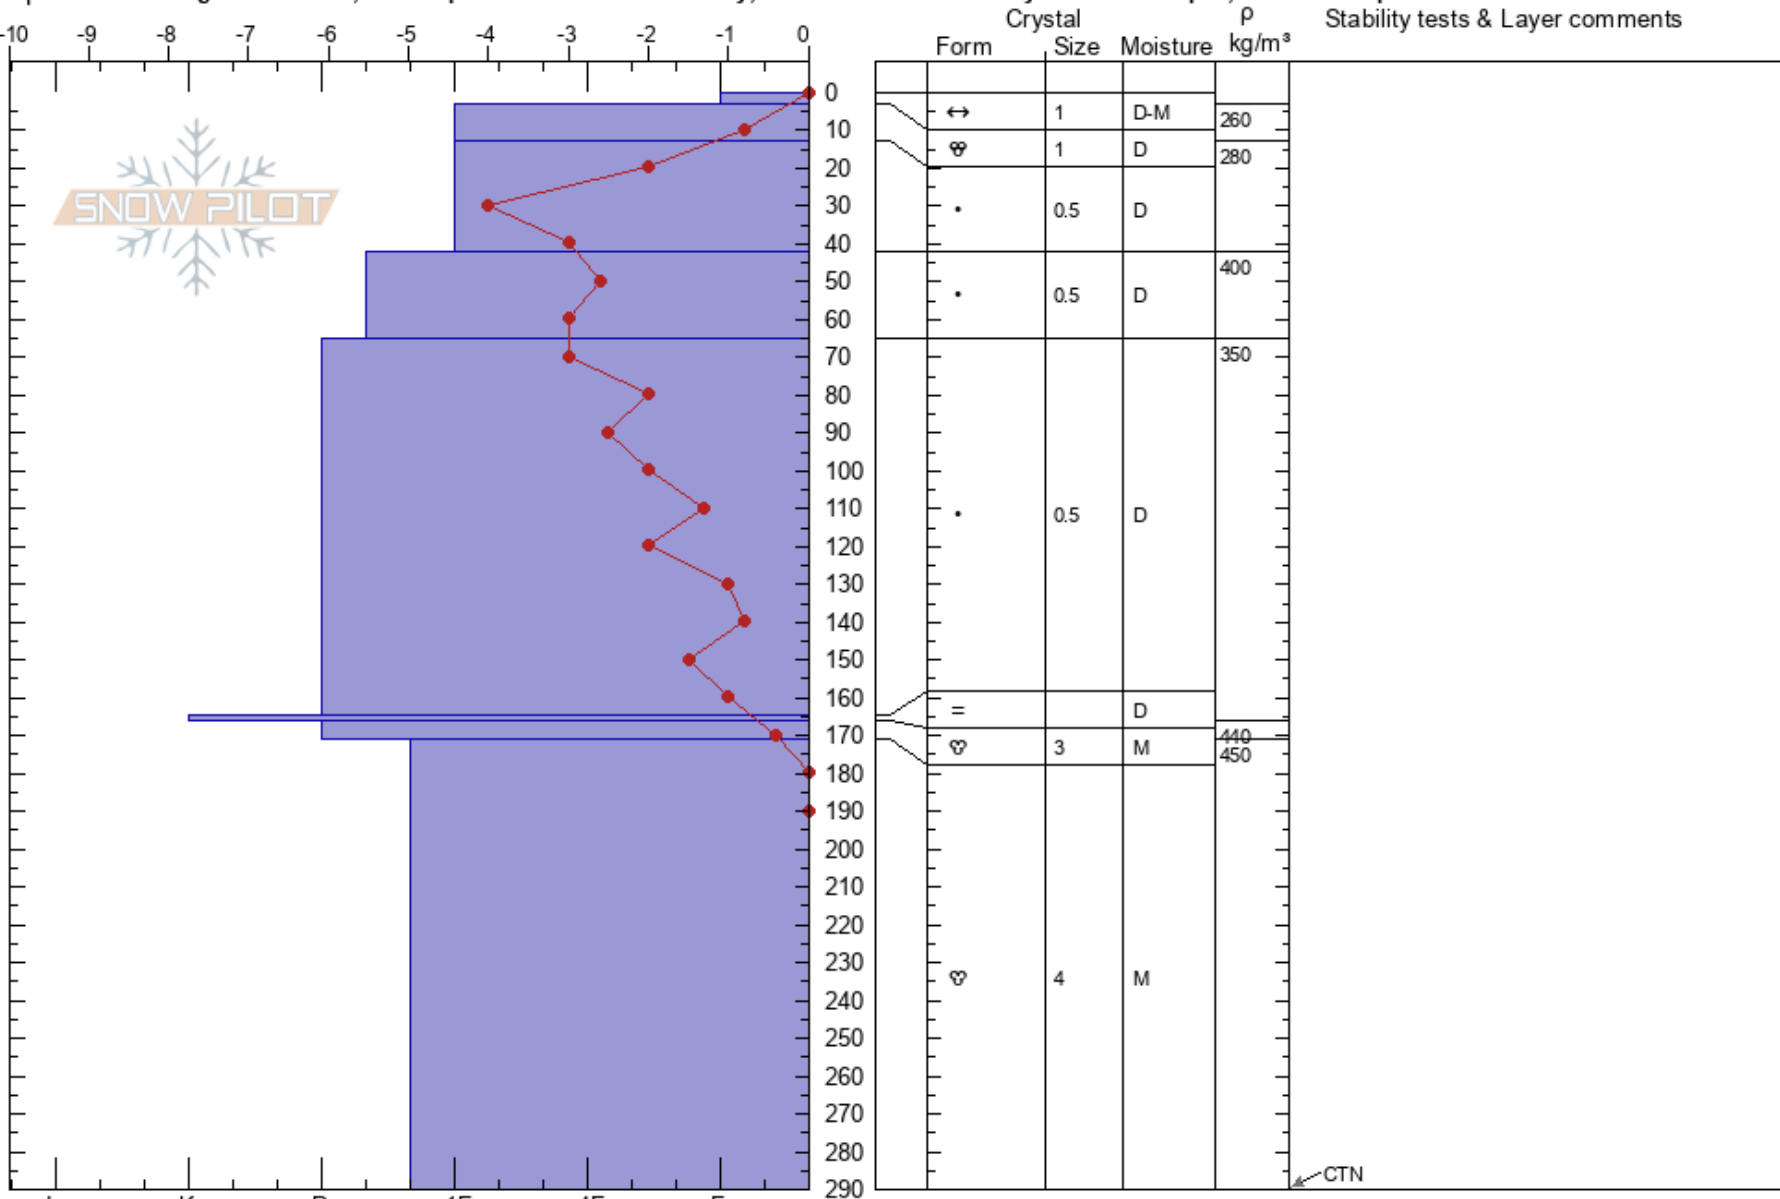 Crystal ρ Stability tests & Layer comments
-10 -9 -8 -7 -6 -5 -4 -3 -2 -1 0 Form Size Moisture kg/m³
0
↔ 1 D-M 260
10
1 D 280
20
SNOW PILOT
30 • 0.5 D
40
400
50 • 0.5 D
60
70 350
80
90
100
110 • 0.5 D
120
130
140
150
160
= D
170 3 M 440
450
180
190
200
210
220
230
4 M
240
250
260
270
280
CTN
290